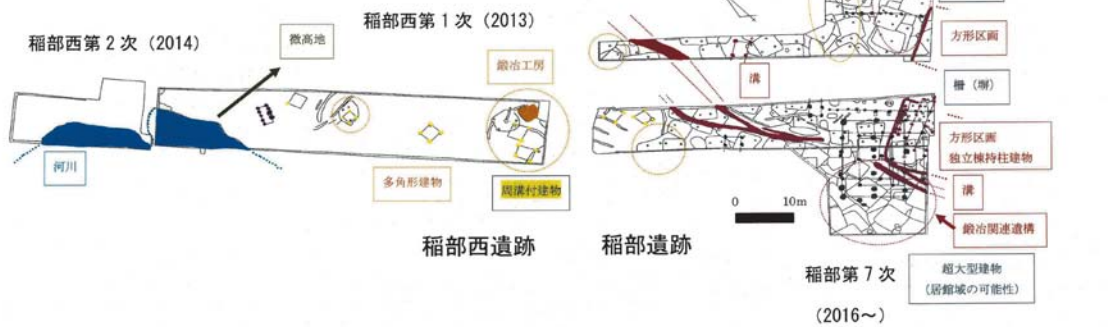 稲部西第1次(2013)
稲部西第2次(2014)
微高地
鍛冶工房
河川
多角形建物
周溝付建物
稲部西遺跡
溝
方形区画
柵(塀)
方形区画
独立棟持柱建物
溝
0 10m
鍛冶関連遺構
稲部遺跡
稲部第7次
(2016~)
超大型建物
(居館域の可能性)